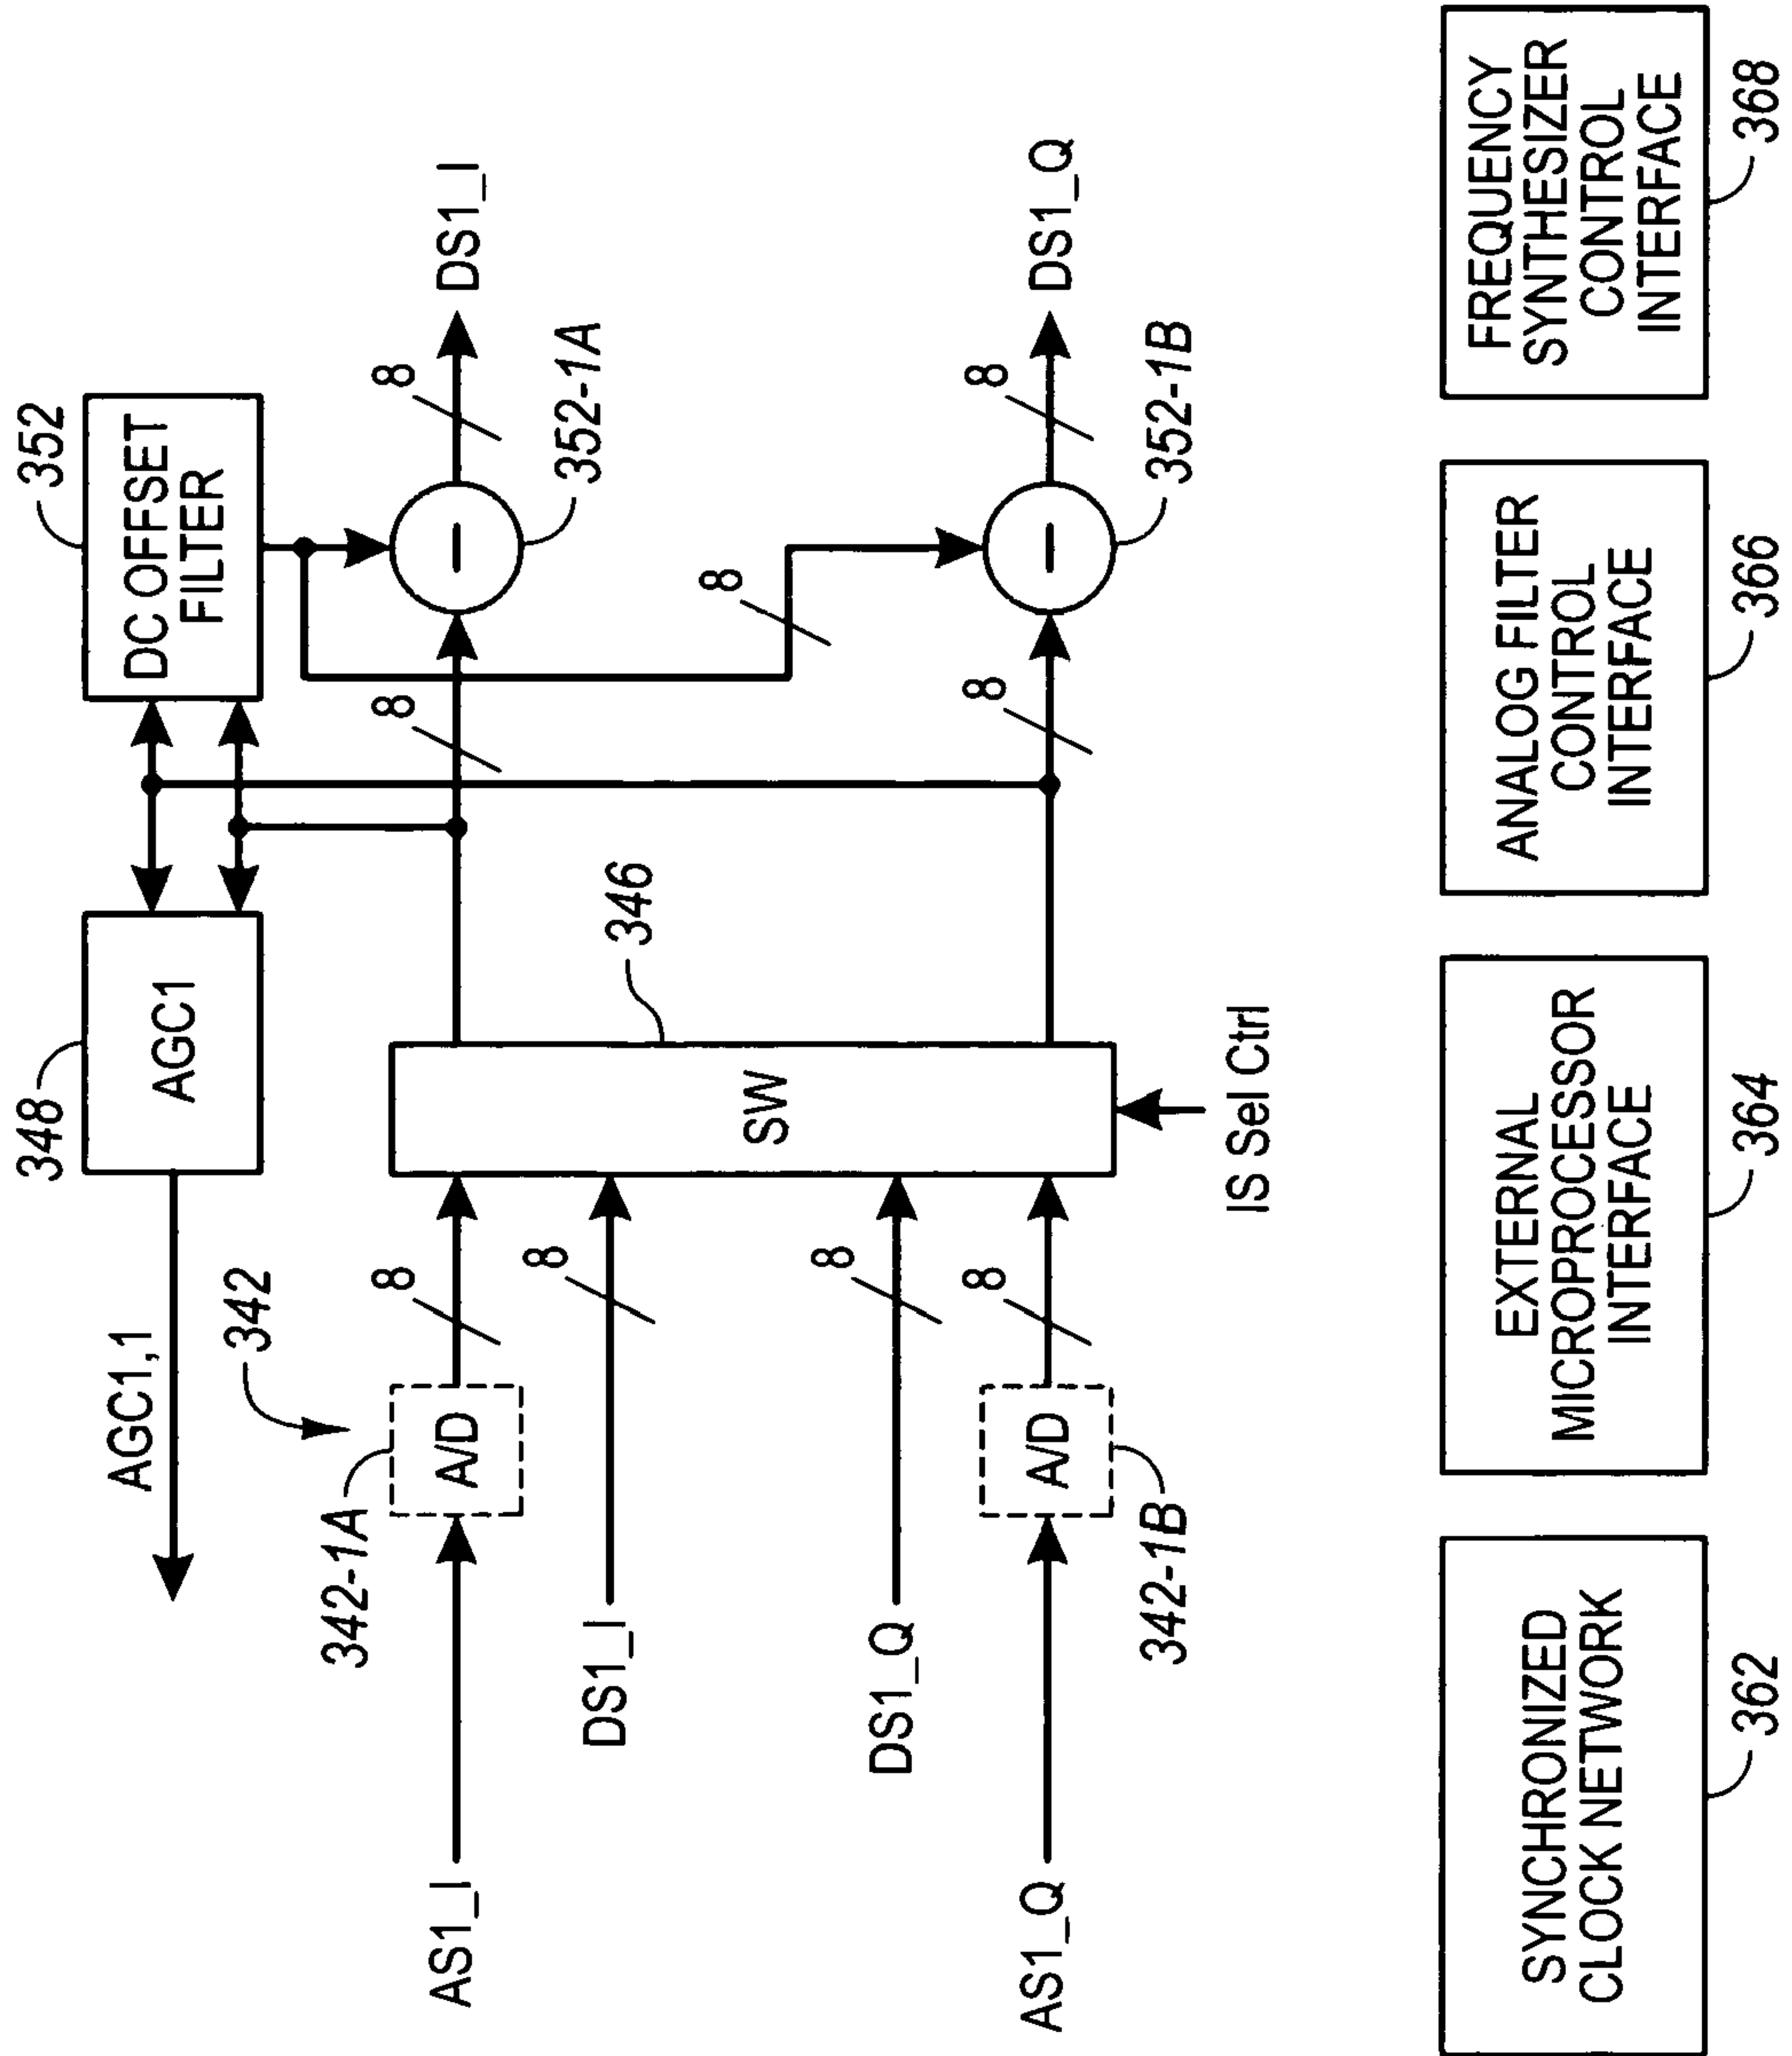 348
AGC1
352
DC OFFSET
FILTER
AGC1,1
342
342-1A
AS1_I
A/D
8
8
8
DS1_I
352-1A
DS1_I
8
346
SW
8
DS1_Q
8
AS1_Q
A/D
8
8
8
DS1_Q
342-1B
352-1B
IS Sel Ctrl
SYNCHRONIZED
CLOCK NETWORK
362
EXTERNAL
MICROPROCESSOR
INTERFACE
364
ANALOG FILTER
CONTROL
INTERFACE
366
FREQUENCY
SYNTHESIZER
CONTROL
INTERFACE
368